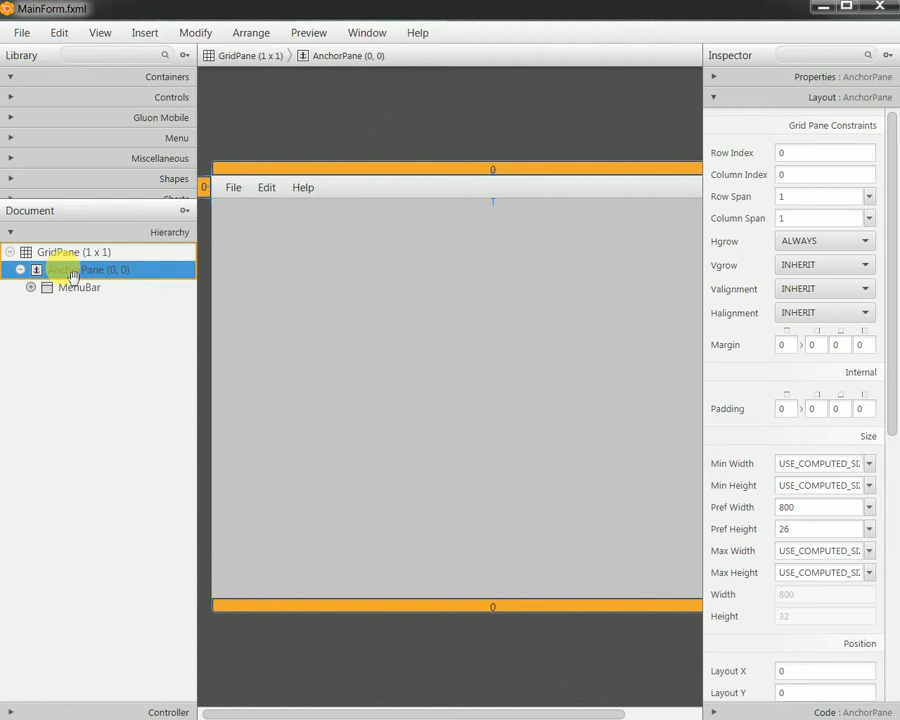 MainForm.fxml
File Edit View Insert Modify Arrange Preview Window Help
Library
Containers
Controls
Gluon Mobile
Menu
Miscellaneous
Shapes
Document
Hierarchy
GridPane (1 x 1)
AnchorPane (0, 0)
MenuBar
Controller
GridPane (1 x 1) AnchorPane (0, 0)
0
0
File Edit Help
T
0
Inspector
Properties : AnchorPane
Layout : AnchorPane
Grid Pane Constraints
Row Index 0
Column Index 0
Row Span 1
Column Span 1
Hgrow ALWAYS
Vgrow INHERIT
Valignment INHERIT
Halignment INHERIT
Margin 0 0 0 0
Internal
Padding 0 0 0 0
Size
Min Width USE_COMPUTED_SI
Min Height USE_COMPUTED_SI
Pref Width 800
Pref Height 26
Max Width USE_COMPUTED_SI
Max Height USE_COMPUTED_SI
Width 800
Height 32
Position
Layout X 0
Layout Y 0
Code : AnchorPane